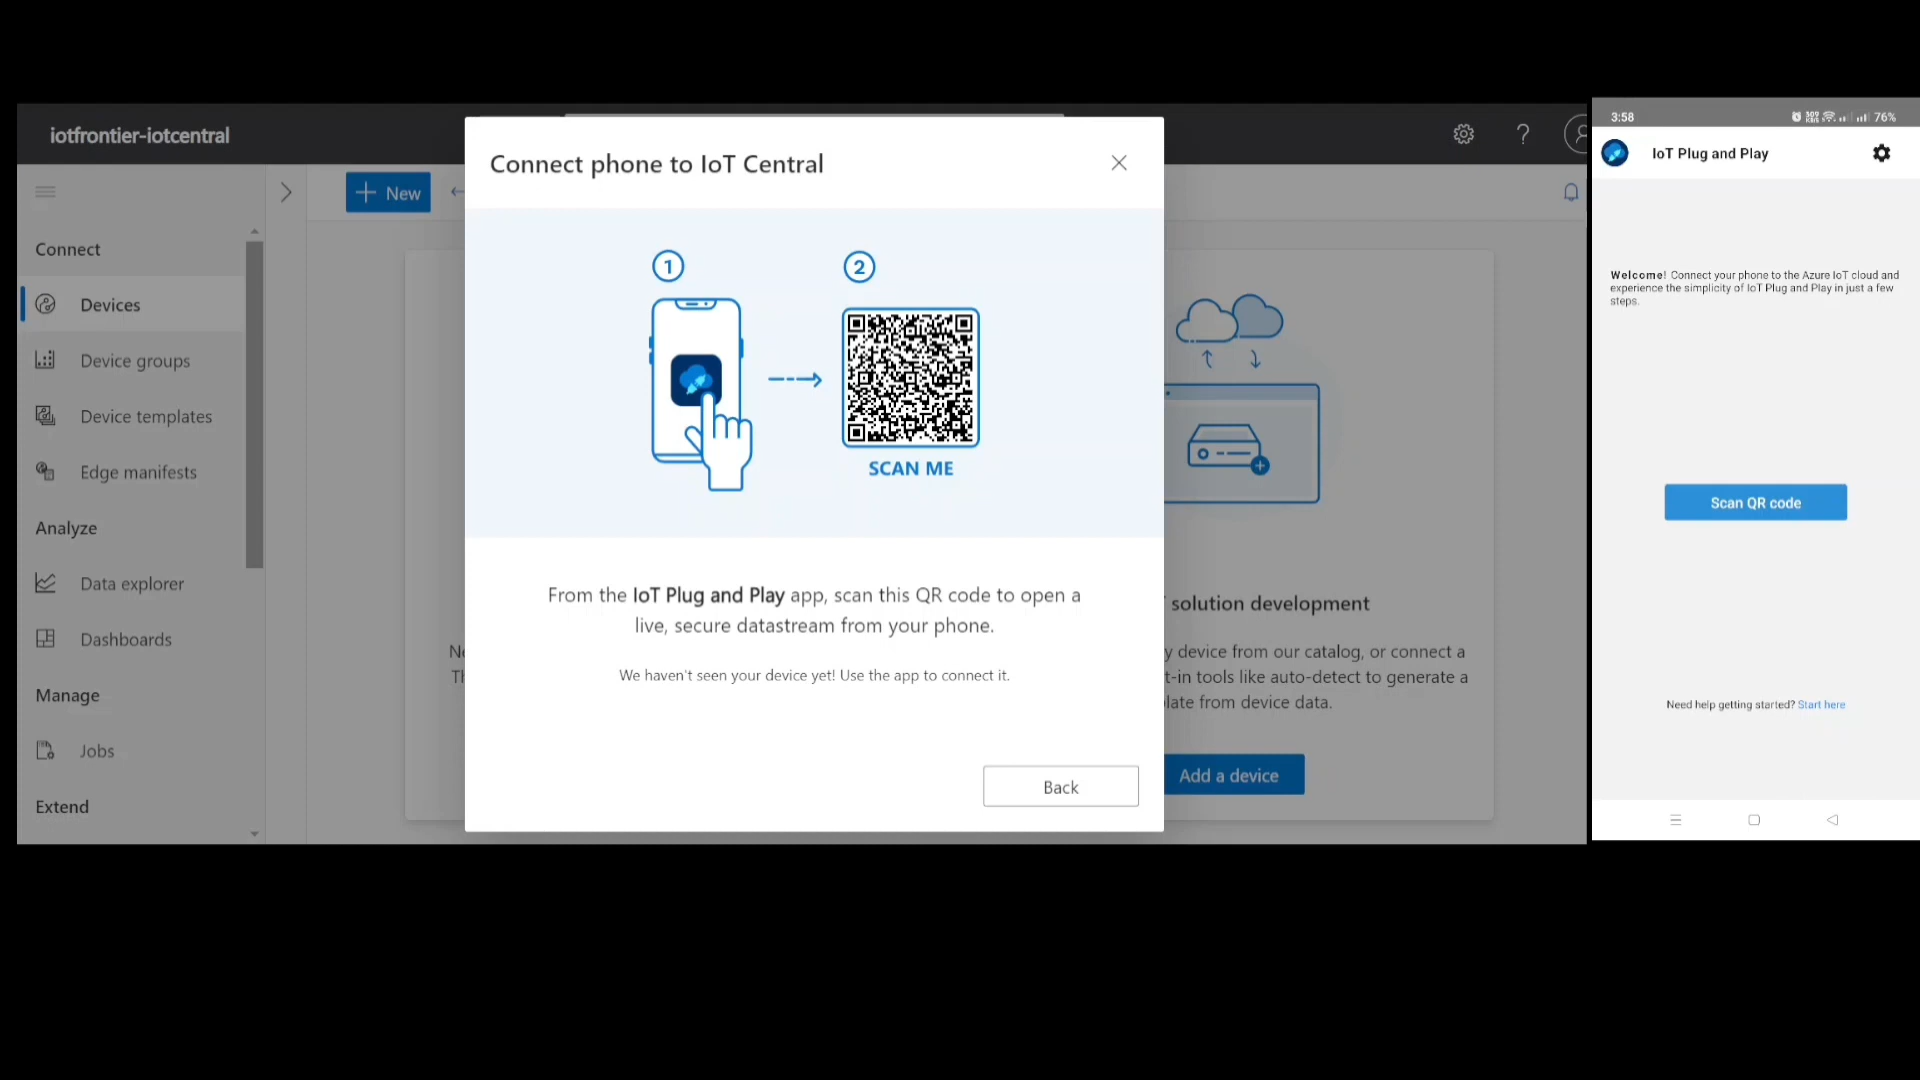 iotfrontier-iotcentral
New
Connect
Devices
Device groups
Device templates
Edge manifests
Analyze
Data explorer
Dashboards
Manage
Jobs
Extend
Connect phone to IoT Central
1
2
SCAN ME
From the IoT Plug and Play app, scan this QR code to open a
live, secure datastream from your phone.
We haven't seen your device yet! Use the app to connect it.
Back
solution development
device from our catalog, or connect a
tools like auto-detect to generate a
from device data.
Add a device
3:58
76%
IoT Plug and Play
Welcome! Connect your phone to the Azure IoT cloud and
experience the simplicity of IoT Plug and Play in just a few
steps.
Scan QR code
Need help getting started? Start here